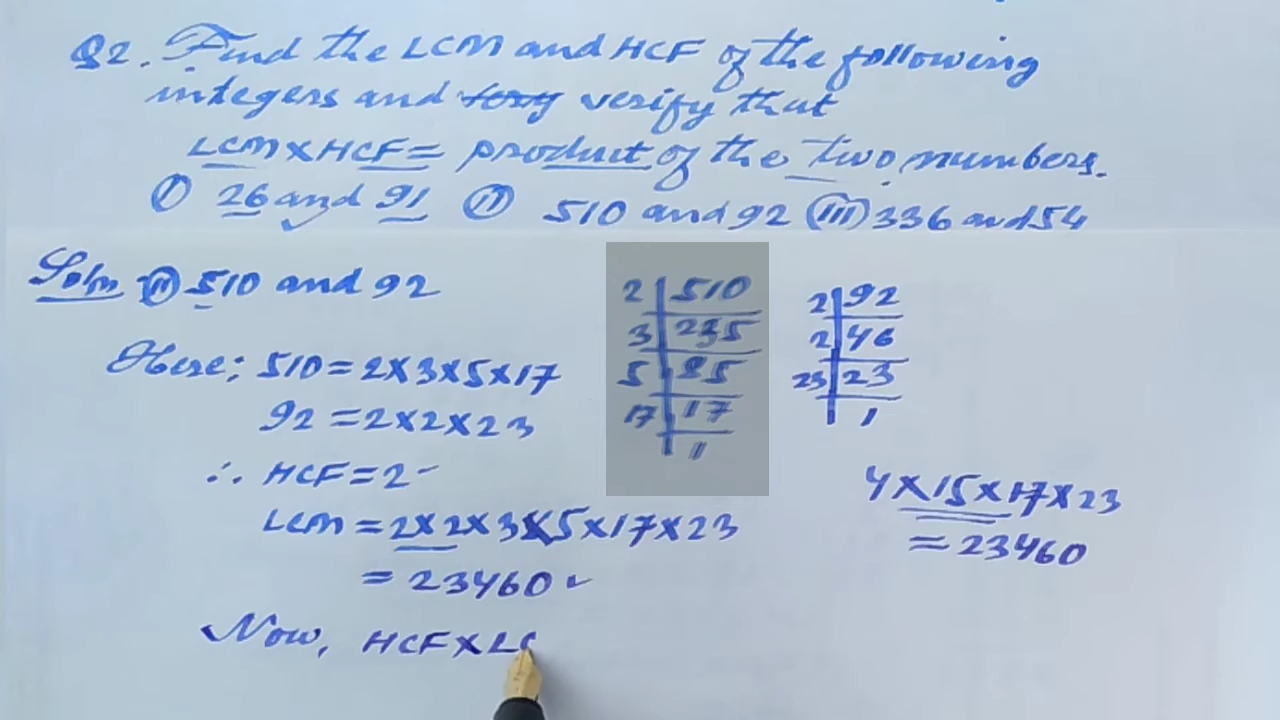 Q2. Find the LCM and HCF of the following
integers and very verify that
LCM×HCF= product of the two numbers.
(i) 26 and 91 (ii) 510 and 92 (iii) 336 and 54
Soln (ii) 510 and 92
2 | 510
3 | 235
5 | 85
17 | 17
1
2 | 92
2 | 46
23 | 23
1
Here; 510=2×3×5×17
92=2×2×23
∴ HCF=2
LCM=2×2×3×5×17×23
=23460
4×15×17×23
=23460
Now, HCF×LC